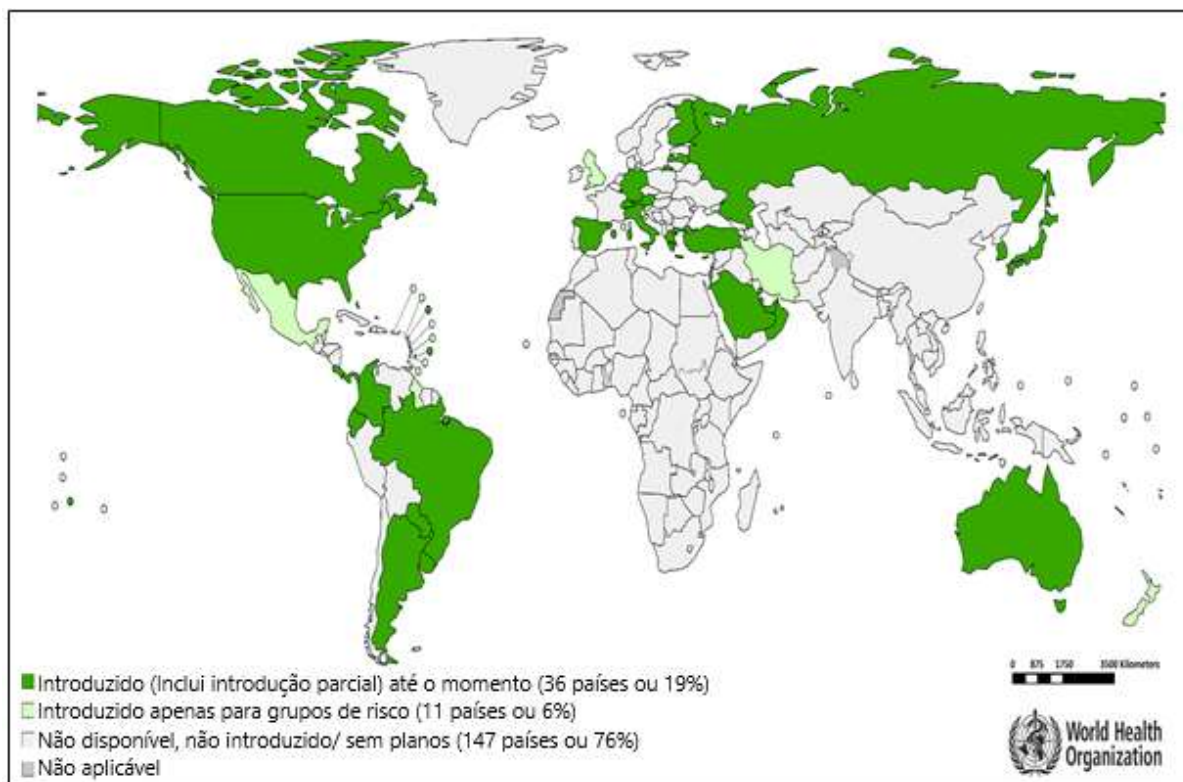 Introduzido (Inclui introdução parcial) até o momento (36 países ou 19%)
Introduzido apenas para grupos de risco (11 países ou 6%)
Não disponível, não introduzido/ sem planos (147 países ou 76%)
Não aplicável
0 875 1750 3500 Kilometers
World Health
Organization